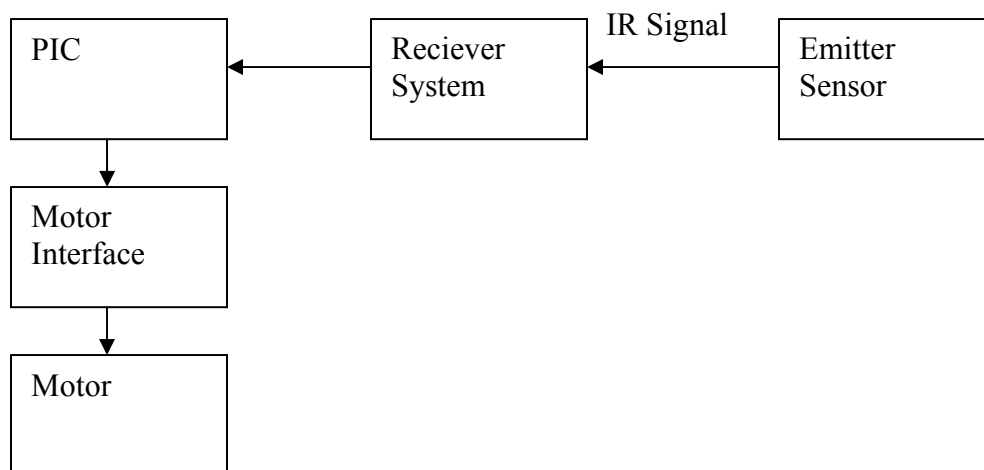 PIC
Reciever
System
IR Signal
Emitter
Sensor
Motor
Interface
Motor